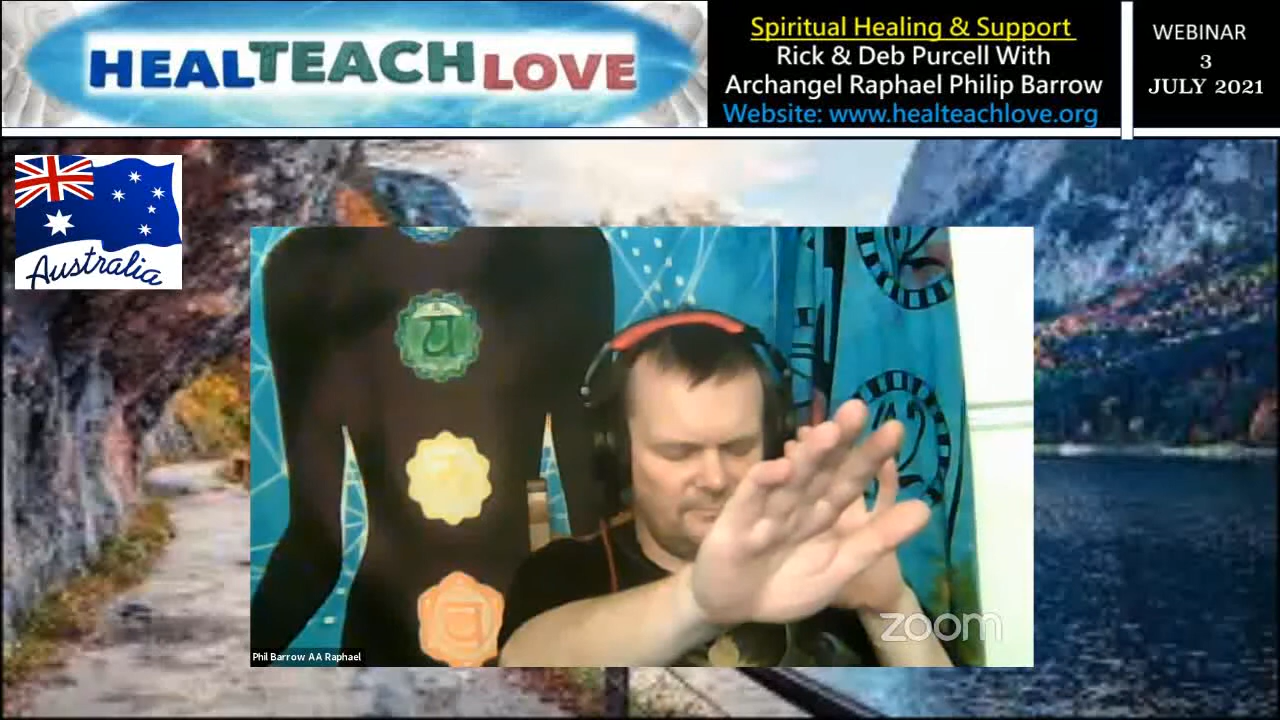 HEALTEACHLOVE
Spiritual Healing & Support
Rick & Deb Purcell With
Archangel Raphael Philip Barrow
Website: www.healteachlove.org
WEBINAR
3
JULY 2021
Australia
Phil Barrow AA Raphael
zoom